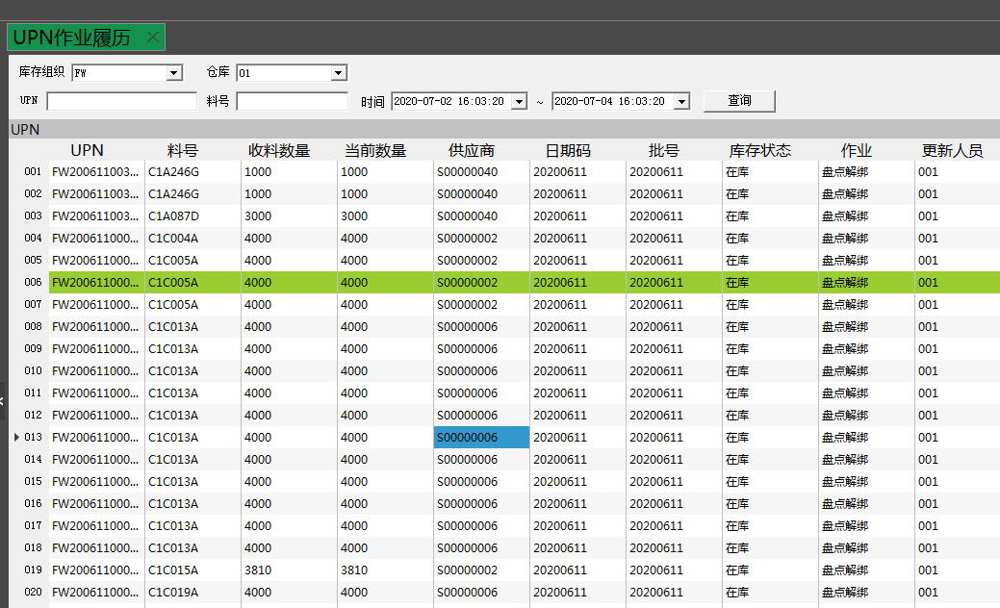 UPN作业履历
库存组织 FW 仓库 01
UPN 料号 时间 2020-07-02 16:03:20 ~ 2020-07-04 16:03:20 查询
UPN
UPN 料号 收料数量 当前数量 供应商 日期码 批号 库存状态 作业 更新人员
001 FW200611003... C1A246G 1000 1000 S00000040 20200611 20200611 在库 盘点解绑 001
002 FW200611003... C1A246G 1000 1000 S00000040 20200611 20200611 在库 盘点解绑 001
003 FW200611003... C1A087D 3000 3000 S00000040 20200611 20200611 在库 盘点解绑 001
004 FW200611000... C1C004A 4000 4000 S00000002 20200611 20200611 在库 盘点解绑 001
005 FW200611000... C1C005A 4000 4000 S00000002 20200611 20200611 在库 盘点解绑 001
006 FW200611000... C1C005A 4000 4000 S00000002 20200611 20200611 在库 盘点解绑 001
007 FW200611000... C1C005A 4000 4000 S00000002 20200611 20200611 在库 盘点解绑 001
008 FW200611000... C1C013A 4000 4000 S00000006 20200611 20200611 在库 盘点解绑 001
009 FW200611000... C1C013A 4000 4000 S00000006 20200611 20200611 在库 盘点解绑 001
010 FW200611000... C1C013A 4000 4000 S00000006 20200611 20200611 在库 盘点解绑 001
011 FW200611000... C1C013A 4000 4000 S00000006 20200611 20200611 在库 盘点解绑 001
012 FW200611000... C1C013A 4000 4000 S00000006 20200611 20200611 在库 盘点解绑 001
013 FW200611000... C1C013A 4000 4000 S00000006 20200611 20200611 在库 盘点解绑 001
014 FW200611000... C1C013A 4000 4000 S00000006 20200611 20200611 在库 盘点解绑 001
015 FW200611000... C1C013A 4000 4000 S00000006 20200611 20200611 在库 盘点解绑 001
016 FW200611000... C1C013A 4000 4000 S00000006 20200611 20200611 在库 盘点解绑 001
017 FW200611000... C1C013A 4000 4000 S00000006 20200611 20200611 在库 盘点解绑 001
018 FW200611000... C1C013A 4000 4000 S00000006 20200611 20200611 在库 盘点解绑 001
019 FW200611000... C1C015A 3810 3810 S00000002 20200611 20200611 在库 盘点解绑 001
020 FW200611000... C1C019A 4000 4000 S00000006 20200611 20200611 在库 盘点解绑 001